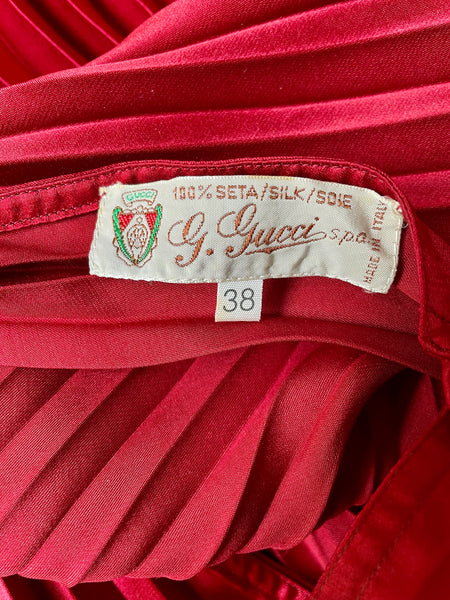 GUCCI
100% SETA/SILK/SOIE
G. Gucci s.p.a.
MADE IN ITALY
38